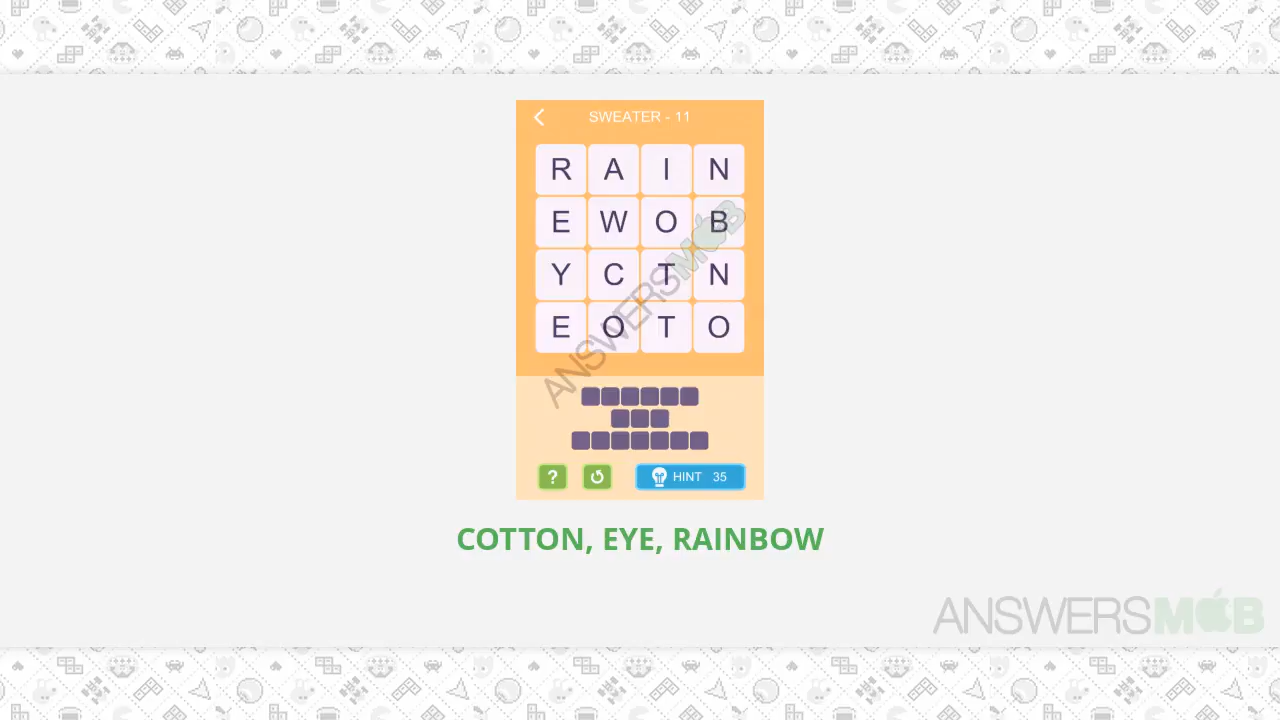 SWEATER - 11
R A I N
E W O B
Y C T N
E O T O
ANSWERSMOB
? HINT 35
COTTON, EYE, RAINBOW
ANSWERSMOB